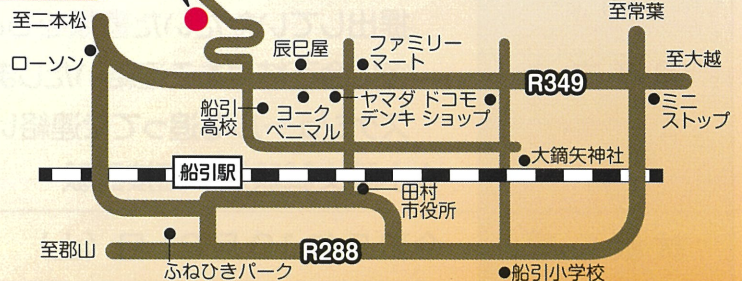 至二本松
至常葉
ローソン
辰巳屋
ファミリー
マート
至大越
R349
船引
高校
ヨーク
ベニマル
ヤマダ
デンキ
ドコモ
ショップ
ミニ
ストップ
大鏑矢神社
船引駅
田村
市役所
至郡山
R288
ふねひきパーク
船引小学校